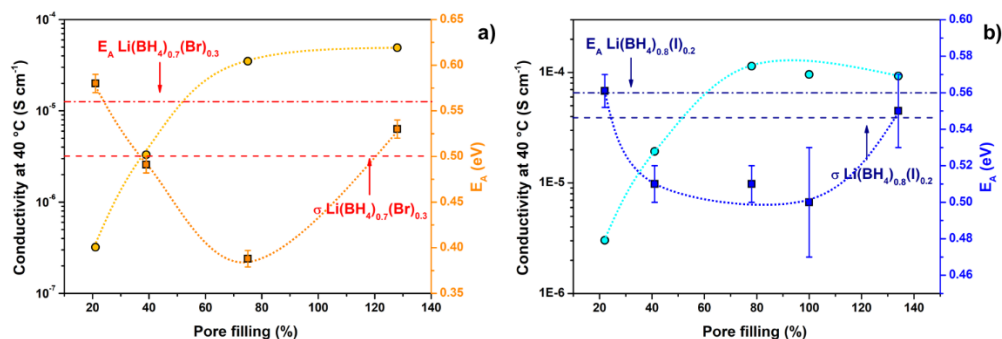 a)
E_A Li(BH₄)₀.₇(Br)₀.₃
σ Li(BH₄)₀.₇(Br)₀.₃
Conductivity at 40 °C (S cm⁻¹)
10⁻⁴
10⁻⁵
10⁻⁶
10⁻⁷
0.65
0.60
0.55
0.50
0.45
0.40
0.35
E_A (eV)
20 40 60 80 100 120 140
Pore filling (%)
b)
E_A Li(BH₄)₀.₈(I)₀.₂
σ Li(BH₄)₀.₈(I)₀.₂
Conductivity at 40 °C (S cm⁻¹)
1E-4
1E-5
1E-6
0.60
0.58
0.56
0.54
0.52
0.50
0.48
0.46
E_A (eV)
20 40 60 80 100 120 140
Pore filling (%)